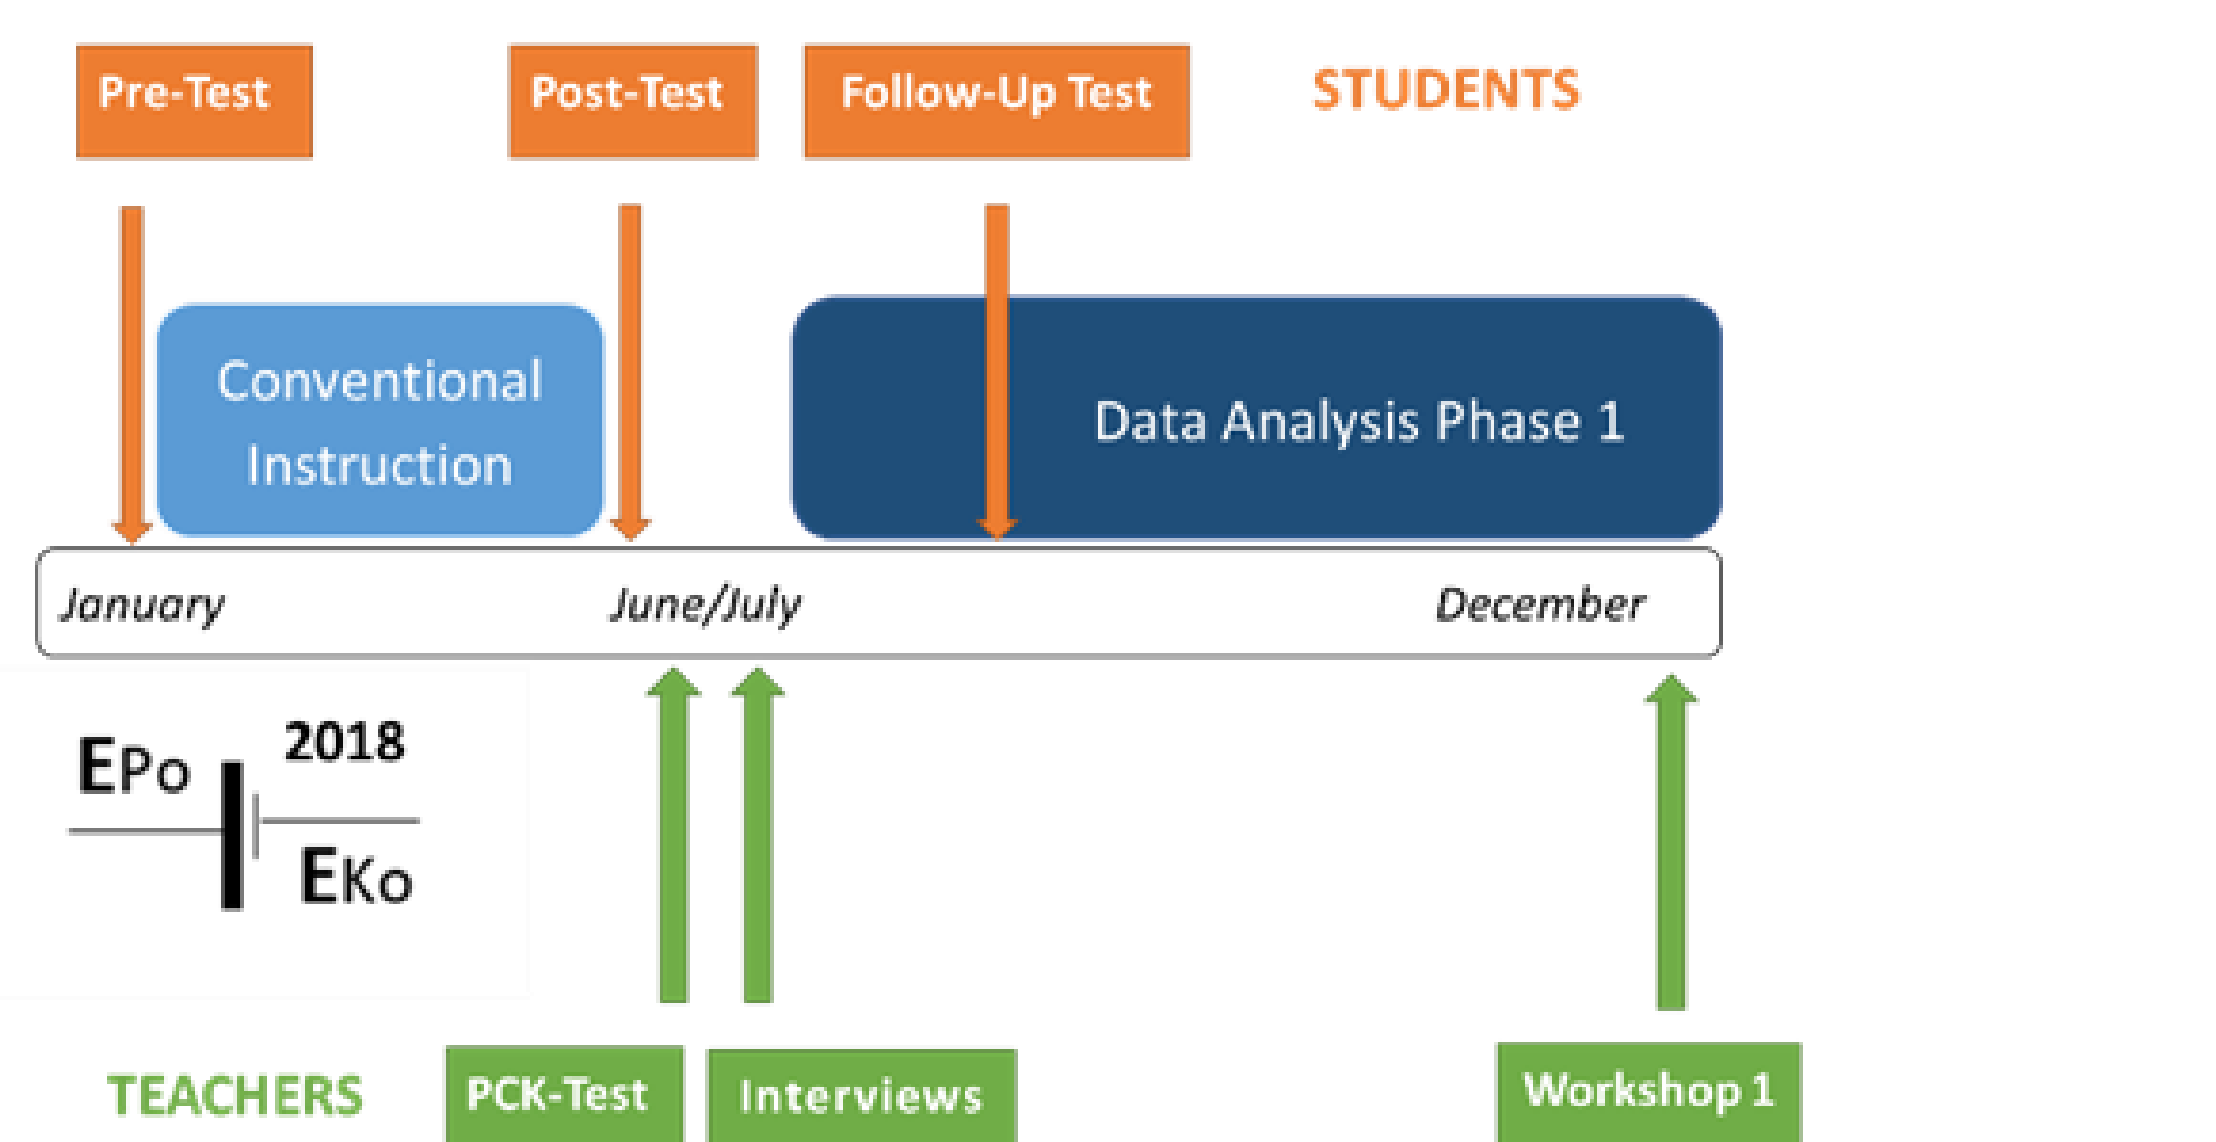 Pre-Test
Post-Test
Follow-Up Test
STUDENTS
Conventional
Instruction
Data Analysis Phase 1
January
June/July
December
EPo
2018
EKo
TEACHERS
PCK-Test
Interviews
Workshop 1